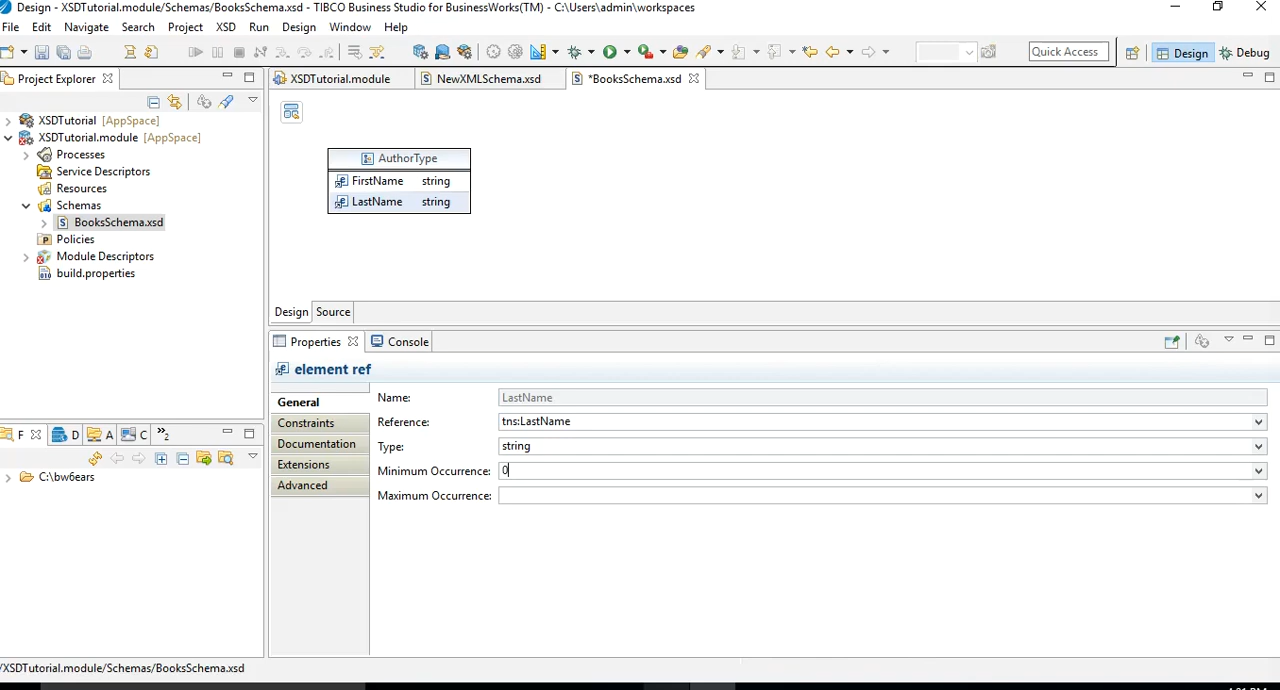 Design - XSDTutorial.module/Schemas/BooksSchema.xsd - TIBCO Business Studio for BusinessWorks(TM) - C:\Users\admin\workspaces
File Edit Navigate Search Project XSD Run Design Window Help
Quick Access Design Debug
Project Explorer
XSDTutorial.module NewXMLSchema.xsd *BooksSchema.xsd
XSDTutorial [AppSpace]
XSDTutorial.module [AppSpace]
Processes
Service Descriptors
Resources
Schemas
BooksSchema.xsd
Policies
Module Descriptors
build.properties
AuthorType
FirstName string
LastName string
Design Source
Properties Console
element ref
General
Constraints
Documentation
Extensions
Advanced
Name: LastName
Reference: tns:LastName
Type: string
Minimum Occurrence: 0
Maximum Occurrence:
F D A C »2
C:\bw6ears
/XSDTutorial.module/Schemas/BooksSchema.xsd